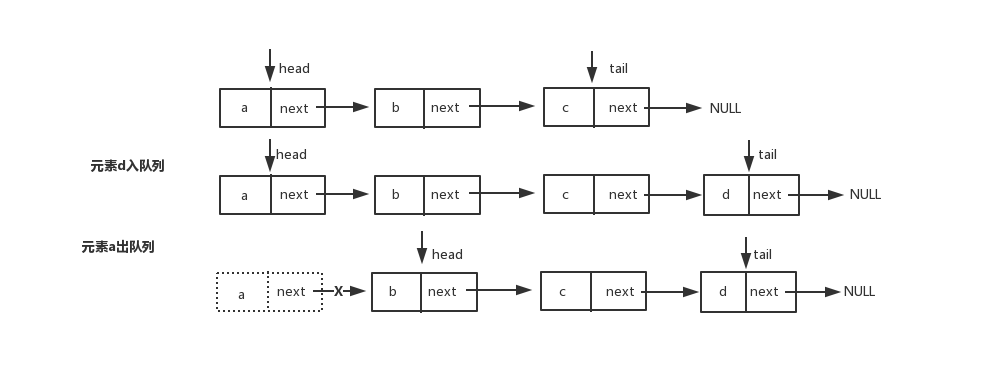 head tail
a next b next c next NULL
元素d入队列
head tail
a next b next c next d next NULL
元素a出队列
head tail
a next X b next c next d next NULL